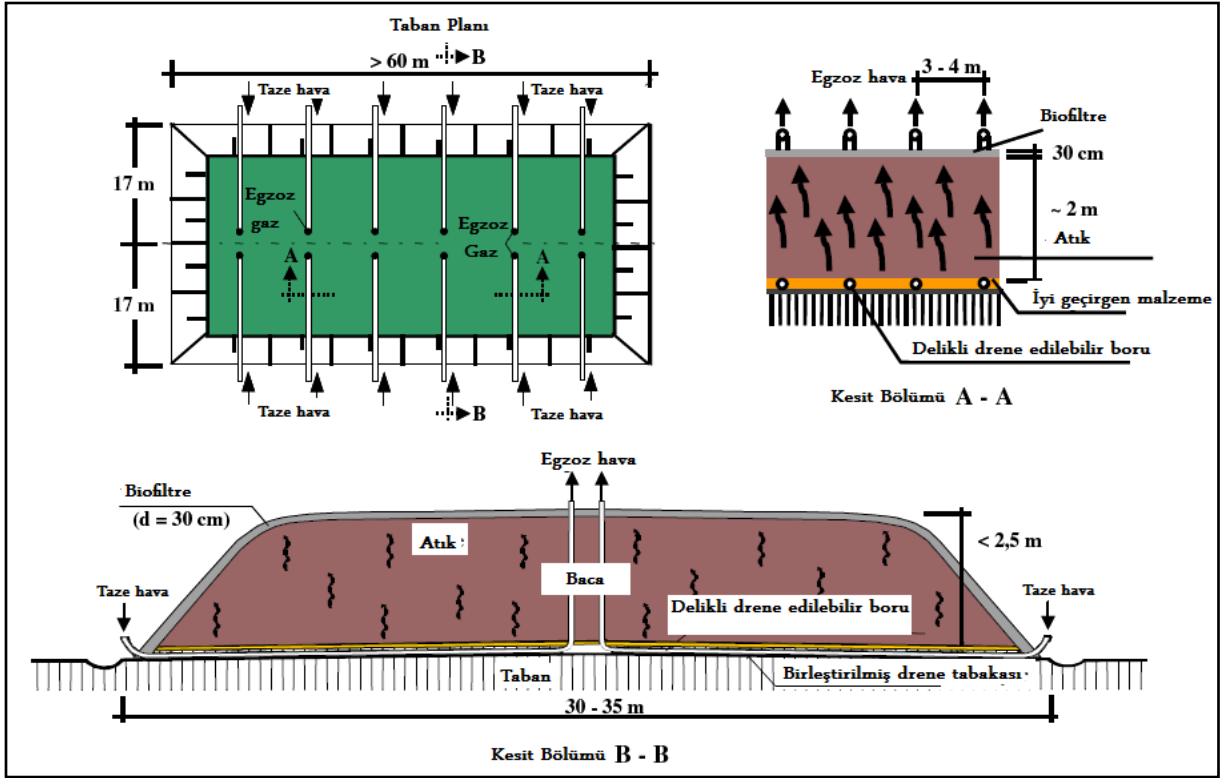 Taban Planı
B
> 60 m
Taze hava
Taze hava
17 m
17 m
Egzoz
gaz
Egzoz
Gaz
A
A
Taze hava
Taze hava
B
Egzoz hava
3 - 4 m
Biofiltre
30 cm
~ 2 m
Atık
İyi geçirgen malzeme
Delikli drene edilebilir boru
Kesit Bölümü A - A
Egzoz hava
Biofiltre
(d = 30 cm)
Atık
< 2,5 m
Baca
Taze hava
Taze hava
Delikli drene edilebilir boru
Taban
Birleştirilmiş drene tabakası
30 - 35 m
Kesit Bölümü B - B